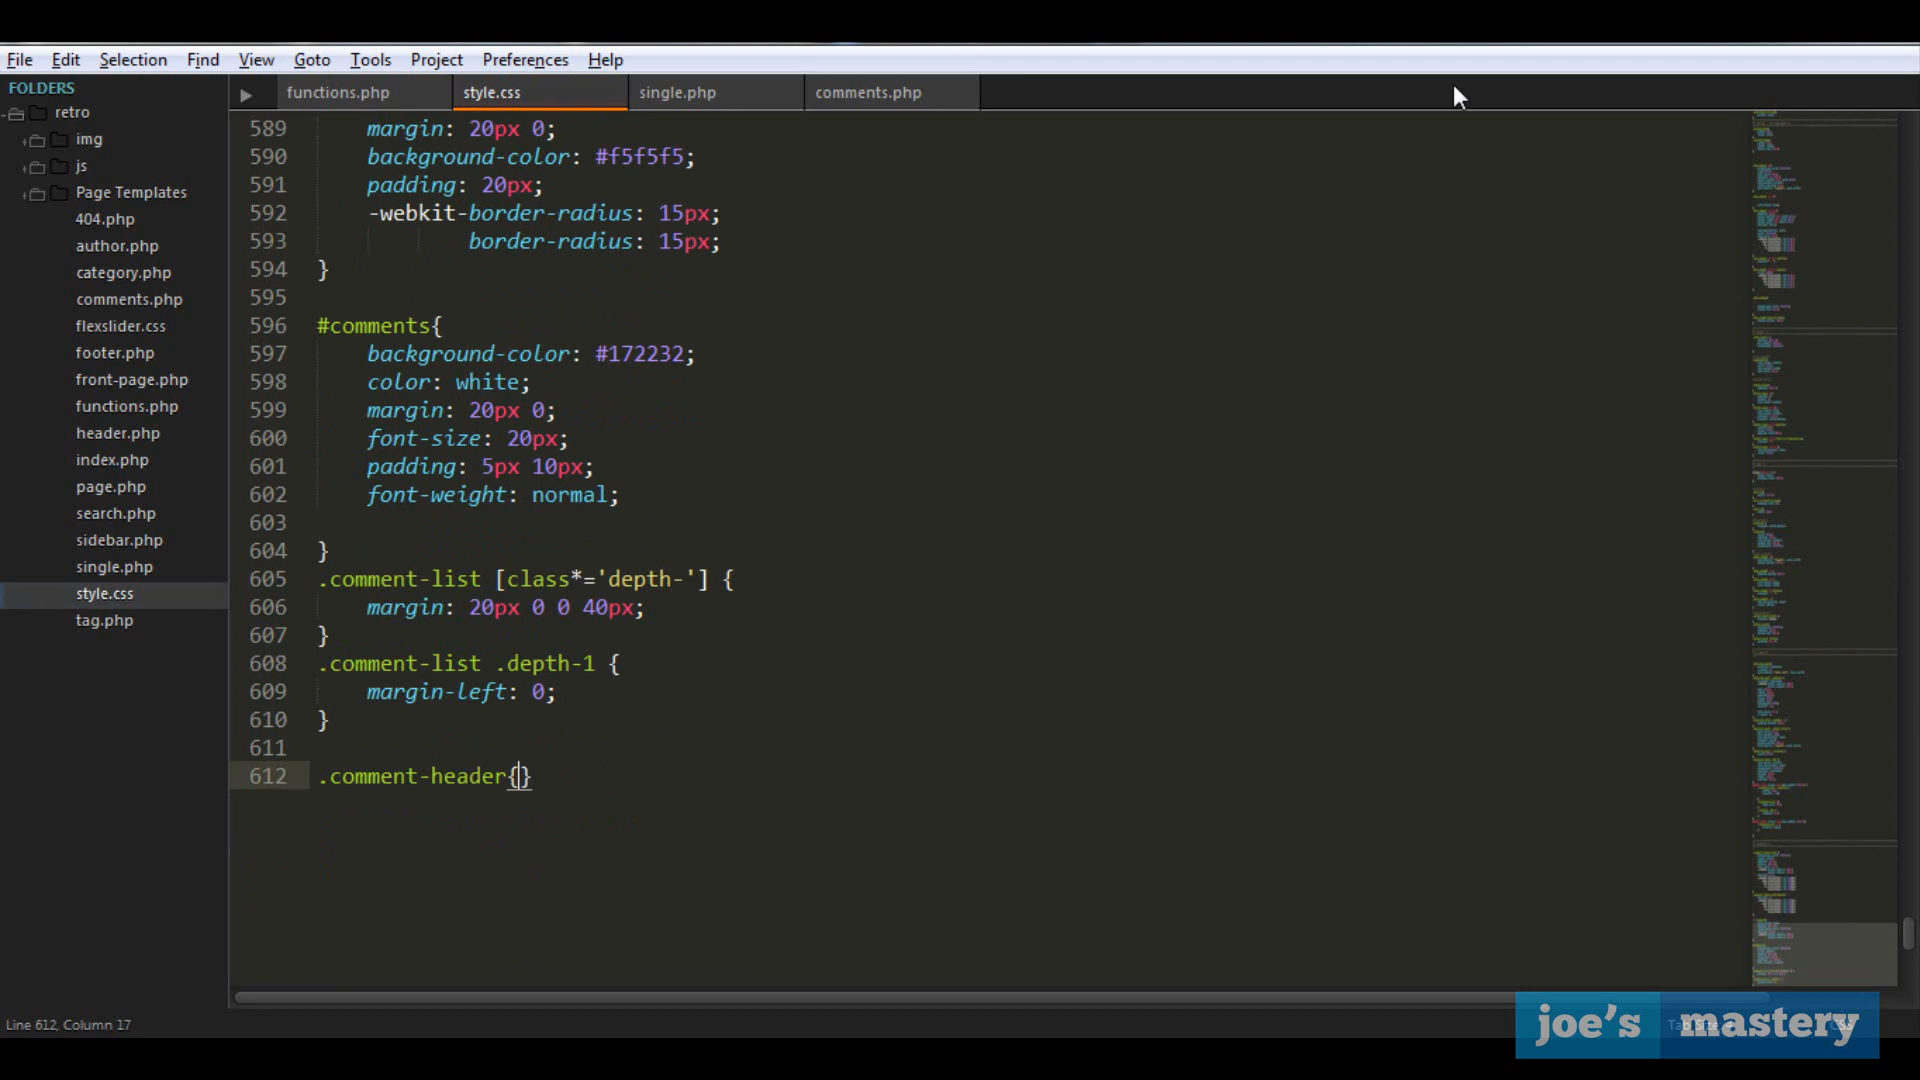 File Edit Selection Find View Goto Tools Project Preferences Help
FOLDERS
retro
img
js
Page Templates
404.php
author.php
category.php
comments.php
flexslider.css
footer.php
front-page.php
functions.php
header.php
index.php
page.php
search.php
sidebar.php
single.php
style.css
tag.php
functions.php style.css single.php comments.php
589 margin: 20px 0;
590 background-color: #f5f5f5;
591 padding: 20px;
592 -webkit-border-radius: 15px;
593 border-radius: 15px;
594 }
595
596 #comments{
597 background-color: #172232;
598 color: white;
599 margin: 20px 0;
600 font-size: 20px;
601 padding: 5px 10px;
602 font-weight: normal;
603
604 }
605 .comment-list [class*='depth-'] {
606 margin: 20px 0 0 40px;
607 }
608 .comment-list .depth-1 {
609 margin-left: 0;
610 }
611
612 .comment-header{}
Line 612, Column 17
joe's mastery